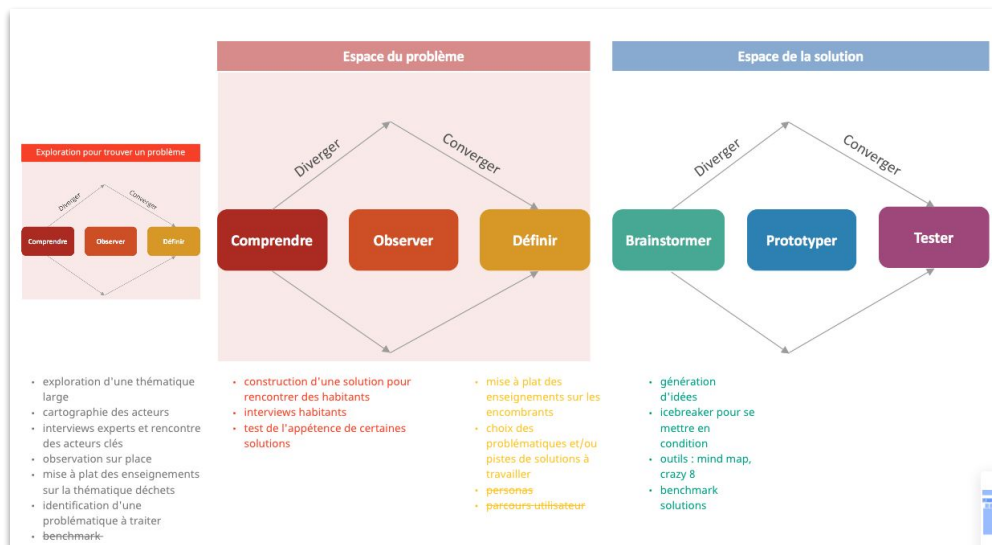 Espace du problème
Espace de la solution
Exploration pour trouver un problème
Diverger
Converger
Comprendre
Observer
Définir
Diverger
Converger
Comprendre
Observer
Définir
Diverger
Converger
Brainstormer
Prototyper
Tester
• exploration d'une thématique
large
• cartographie des acteurs
• interviews experts et rencontre
des acteurs clés
• observation sur place
• mise à plat des enseignements
sur la thématique déchets
• identification d'une
problématique à traiter
• benchmark
• construction d'une solution pour
rencontrer des habitants
• interviews habitants
• test de l'appétence de certaines
solutions
• mise à plat des
enseignements sur les
encombrants
• choix des
problématiques et/ou
pistes de solutions à
travailler
• personas
• parcours utilisateur
• génération
d'idées
• icebreaker pour se
mettre en
condition
• outils : mind map,
crazy 8
• benchmark
solutions